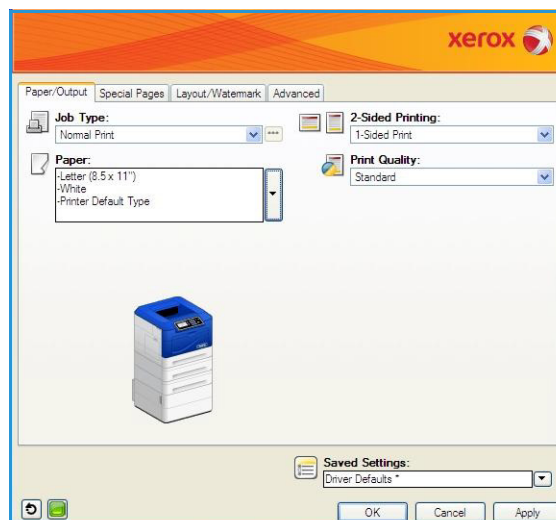 xerox
Paper/Output Special Pages Layout/Watermark Advanced
Job Type:
Normal Print
2-Sided Printing:
1-Sided Print
Paper:
-Letter (8.5 x 11")
-White
-Printer Default Type
Print Quality:
Standard
Saved Settings:
Driver Defaults *
OK Cancel Apply